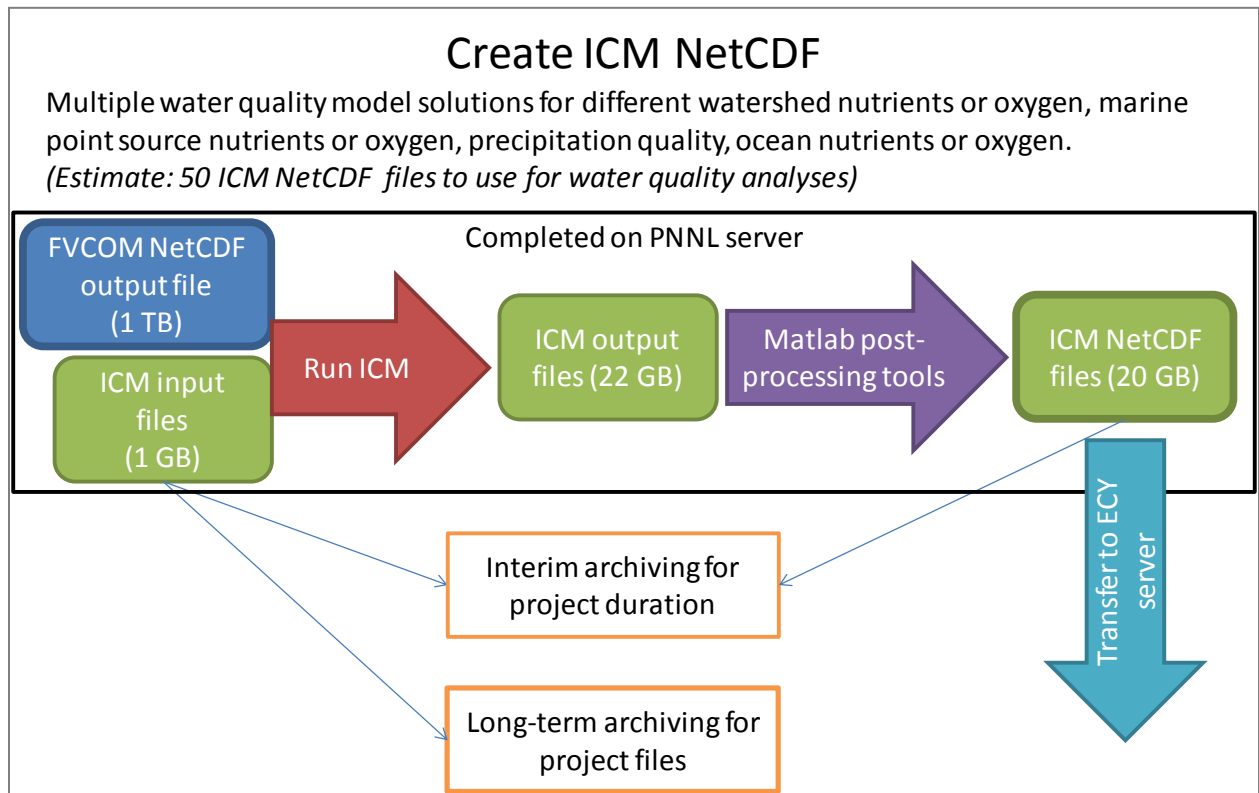 Create ICM NetCDF
Multiple water quality model solutions for different watershed nutrients or oxygen, marine
point source nutrients or oxygen, precipitation quality, ocean nutrients or oxygen.
(Estimate: 50 ICM NetCDF files to use for water quality analyses)
Completed on PNNL server
FVCOM NetCDF
output file
(1 TB)
ICM input
files
(1 GB)
Run ICM
ICM output
files (22 GB)
Matlab post-
processing tools
ICM NetCDF
files (20 GB)
Transfer to ECY
server
Interim archiving for
project duration
Long-term archiving for
project files